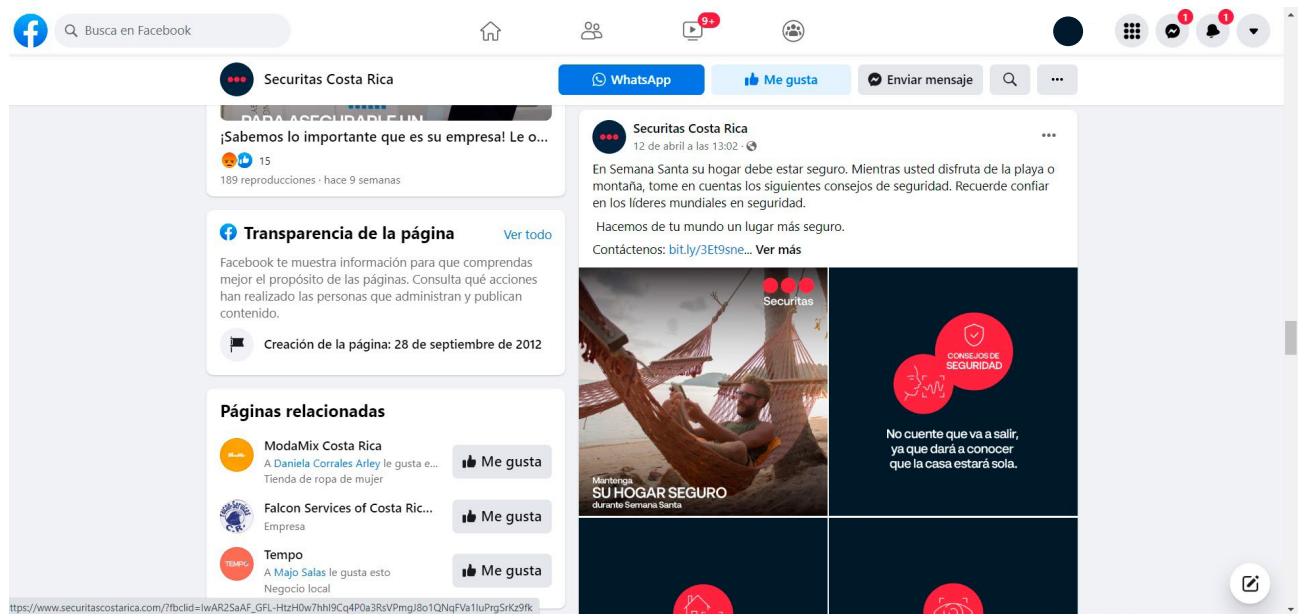 Busca en Facebook
9+
1
1
Securitas Costa Rica
WhatsApp
Me gusta
Enviar mensaje
PARA ASEGURARLE UN
¡Sabemos lo importante que es su empresa! Le o...
15
189 reproducciones · hace 9 semanas
Transparencia de la página
Ver todo
Facebook te muestra información para que comprendas
mejor el propósito de las páginas. Consulta qué acciones
han realizado las personas que administran y publican
contenido.
Creación de la página: 28 de septiembre de 2012
Páginas relacionadas
ModaMix Costa Rica
A Daniela Corrales Arley le gusta e...
Tienda de ropa de mujer
Me gusta
Falcon Services of Costa Ric...
Empresa
Me gusta
TEMPO
Tempo
A Majo Salas le gusta esto
Negocio local
Me gusta
Securitas Costa Rica
12 de abril a las 13:02 ·
En Semana Santa su hogar debe estar seguro. Mientras usted disfruta de la playa o
montaña, tome en cuentas los siguientes consejos de seguridad. Recuerde confiar
en los líderes mundiales en seguridad.
Hacemos de tu mundo un lugar más seguro.
Contáctenos: bit.ly/3Et9sne... Ver más
Securitas
Mantenga
SU HOGAR SEGURO
durante Semana Santa
CONSEJOS DE
SEGURIDAD
No cuente que va a salir,
ya que dará a conocer
que la casa estará sola.